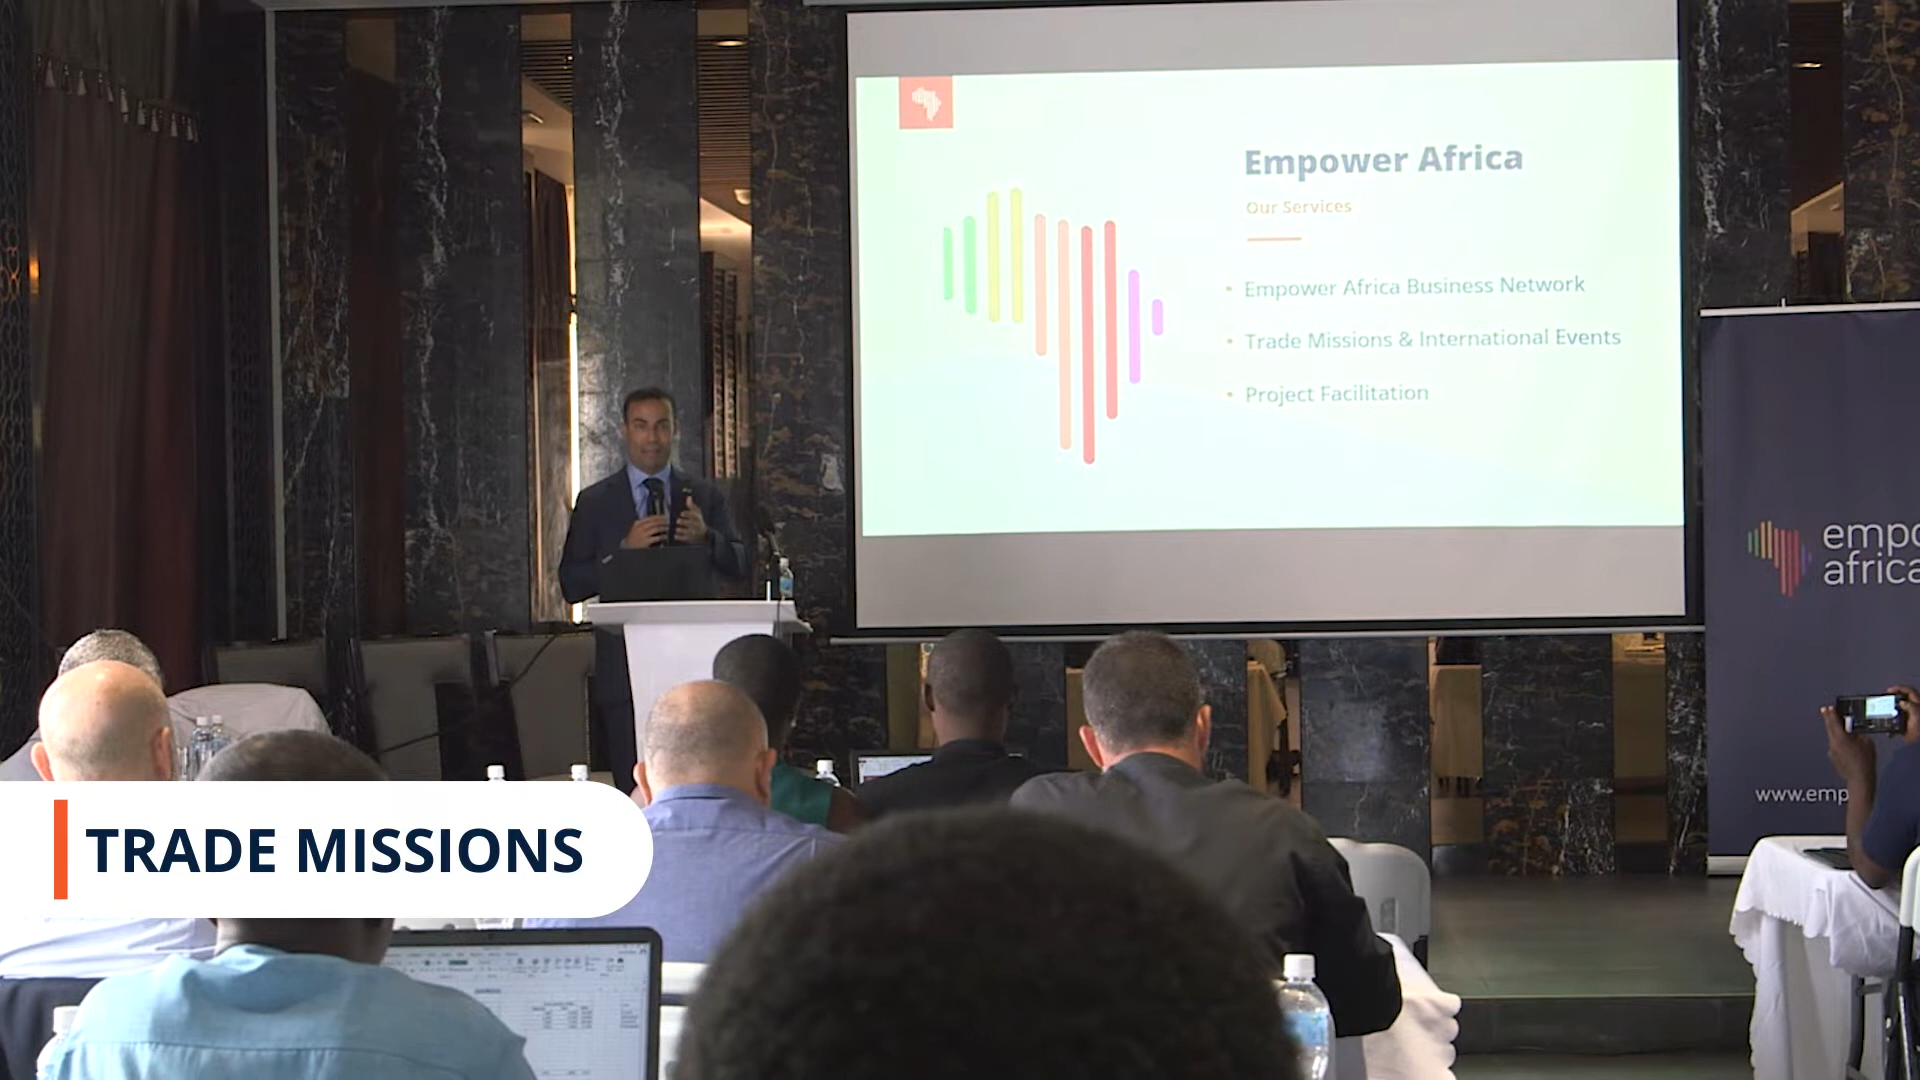 Empower Africa
Our Services
Empower Africa Business Network
Trade Missions & International Events
Project Facilitation
empo
africa
www.emp
TRADE MISSIONS